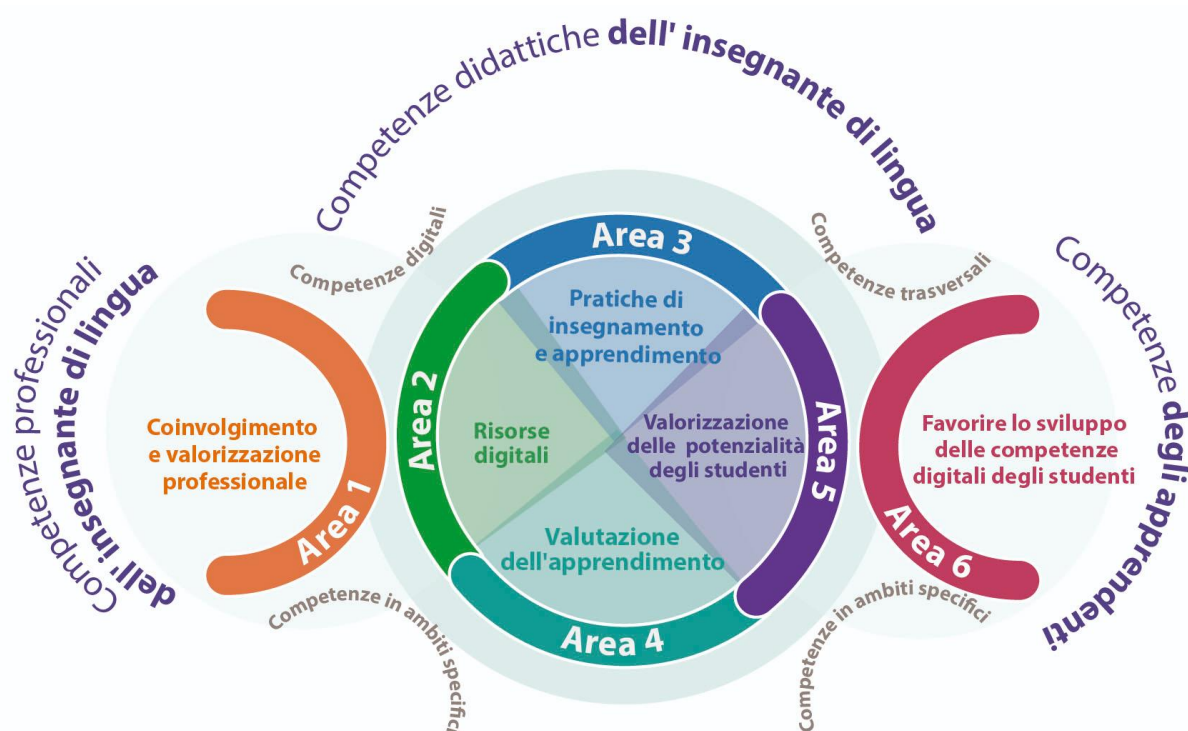 Competenze didattiche dell' insegnante di lingua
Competenze professionali
dell' insegnante di lingua
Competenze degli apprendenti
Competenze digitali
Competenze trasversali
Area 1
Coinvolgimento
e valorizzazione
professionale
Area 2
Risorse
digitali
Area 3
Pratiche di
insegnamento
e apprendimento
Area 4
Valutazione
dell'apprendimento
Area 5
Valorizzazione
delle potenzialità
degli studenti
Area 6
Favorire lo sviluppo
delle competenze
digitali degli studenti
Competenze in ambiti specifici
Competenze in ambiti specifici